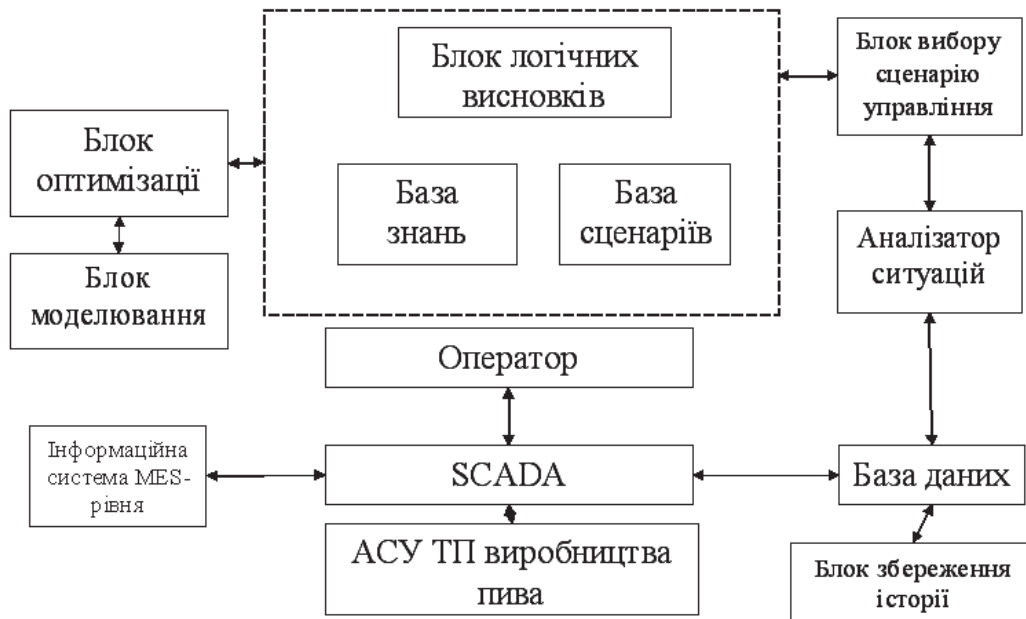 Блок логічних
висновків
Блок вибору
сценарію
управління
Блок
оптимізації
База
знань
База
сценаріїв
Аналізатор
ситуацій
Блок
моделювання
Оператор
Інформаційна
система MES-
рівня
SCADA
База даних
АСУ ТП виробництва
пива
Блок збереження
історії